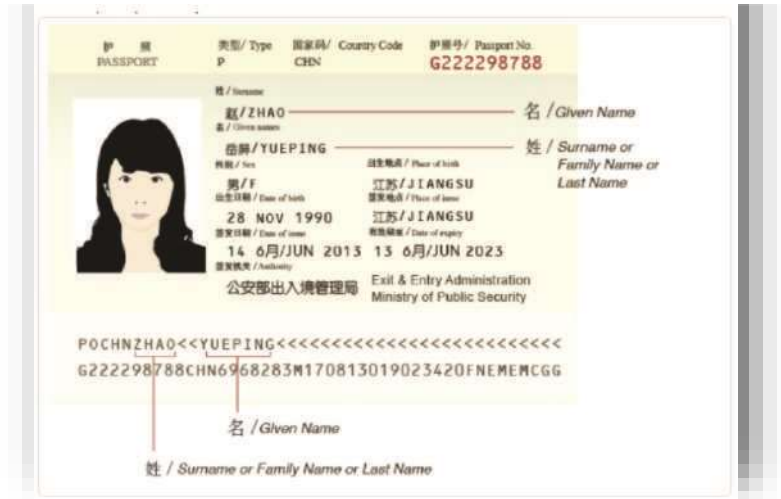 护 照 类型/ Type 国家码/ Country Code 护照号/ Passport No.
PASSPORT P CHN G222298788
姓 / Surname
赵/ZHAO 名 / Given Name
名 / Given names
岳屏/YUEPING 姓 / Surname or
Family Name or
Last Name
性别 / Sex 出生地点 / Place of birth
男/F 江苏/JIANGSU
出生日期 / Date of birth 签发地点 / Place of issue
28 NOV 1990 江苏/JIANGSU
签发日期 / Date of issue 有效期至 / Date of expiry
14 6月/JUN 2013 13 6月/JUN 2023
签发机关 / Authority
公安部出入境管理局 Exit & Entry Administration
Ministry of Public Security
POCHNZHAO<<YUEPING<<<<<<<<<<<<<<<<<<<<<<<<<<
G222298788CHN6968283M170813019023420FNEMEMCGG
名 / Given Name
姓 / Surname or Family Name or Last Name